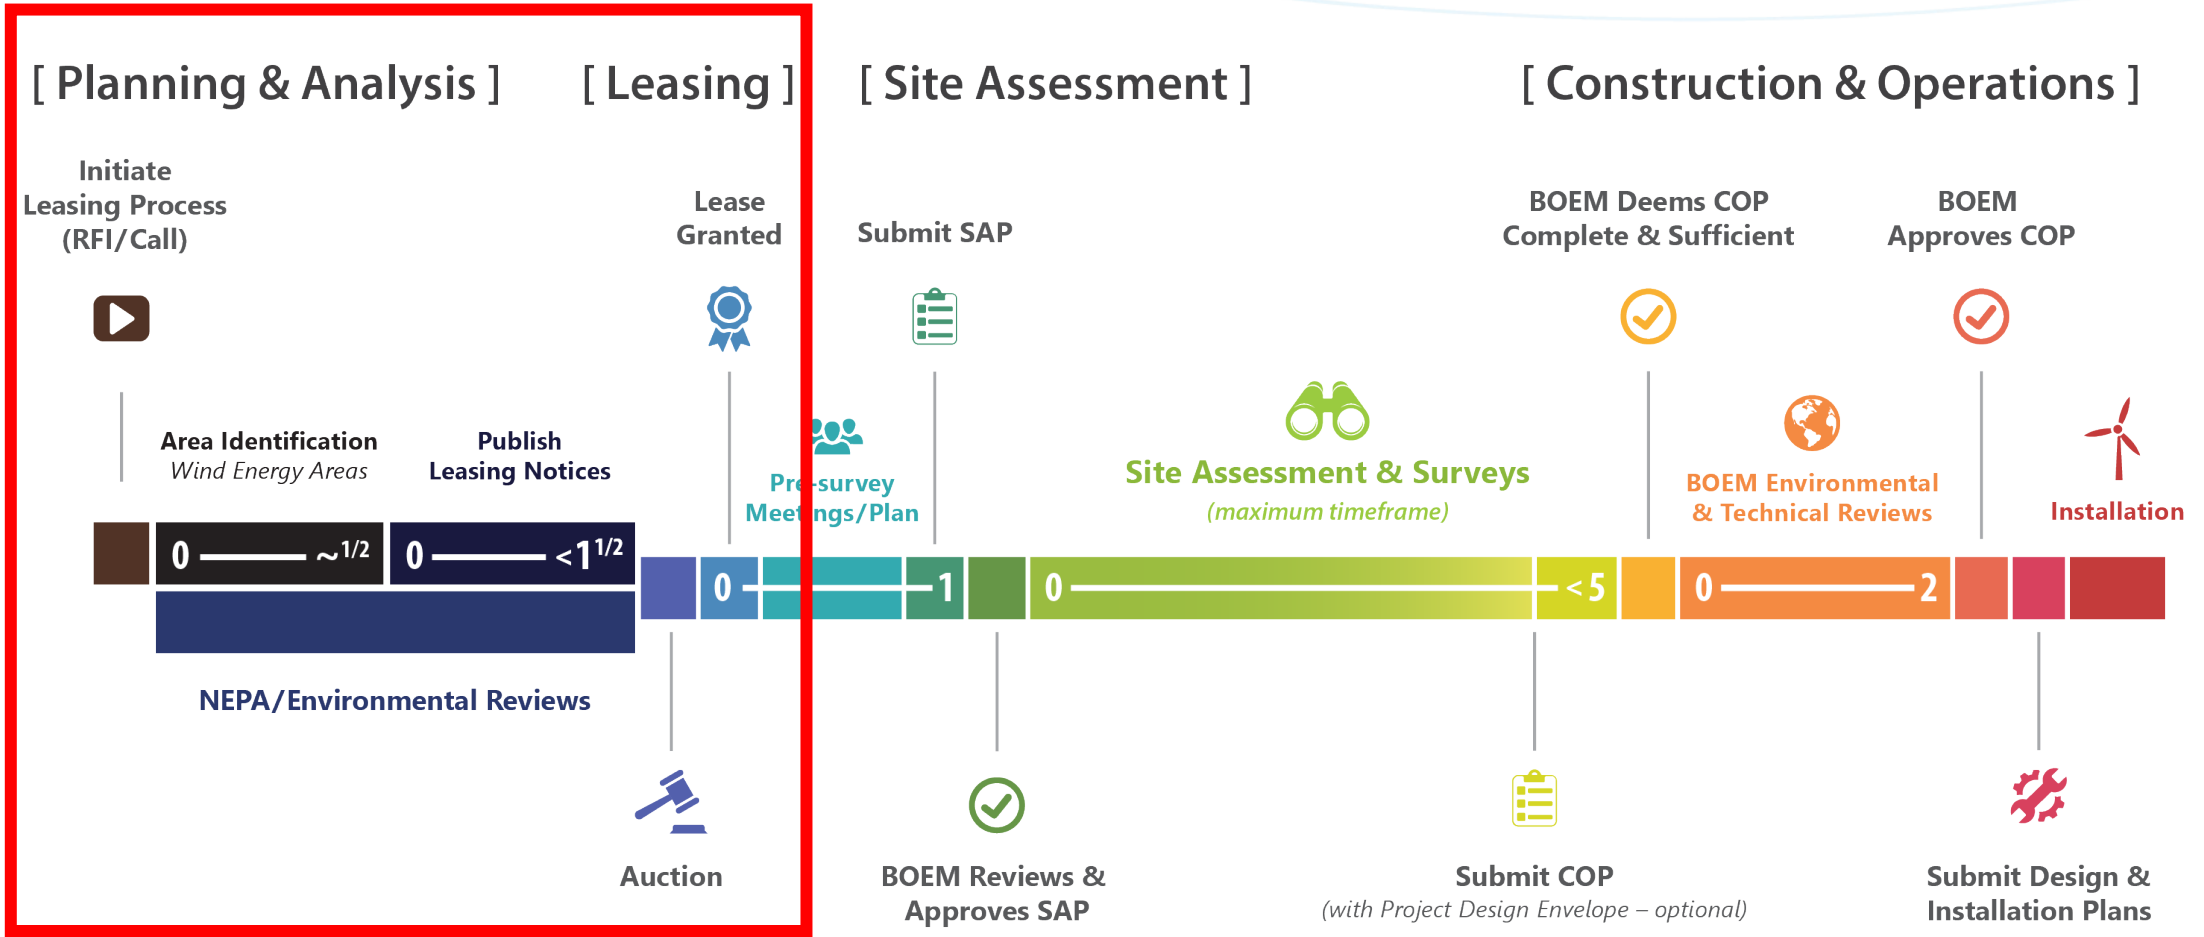 [ Planning & Analysis ]
[ Leasing ]
[ Site Assessment ]
[ Construction & Operations ]
Initiate
Leasing Process
(RFI/Call)
Lease
Granted
Submit SAP
BOEM Deems COP
Complete & Sufficient
BOEM
Approves COP
Area Identification
Wind Energy Areas
Publish
Leasing Notices
Pre-survey
Meetings/Plan
Site Assessment & Surveys
(maximum timeframe)
BOEM Environmental
& Technical Reviews
Installation
0 ~1/2
0 <1 1/2
0 1
0 <5
0 2
NEPA/Environmental Reviews
Auction
BOEM Reviews &
Approves SAP
Submit COP
(with Project Design Envelope – optional)
Submit Design &
Installation Plans